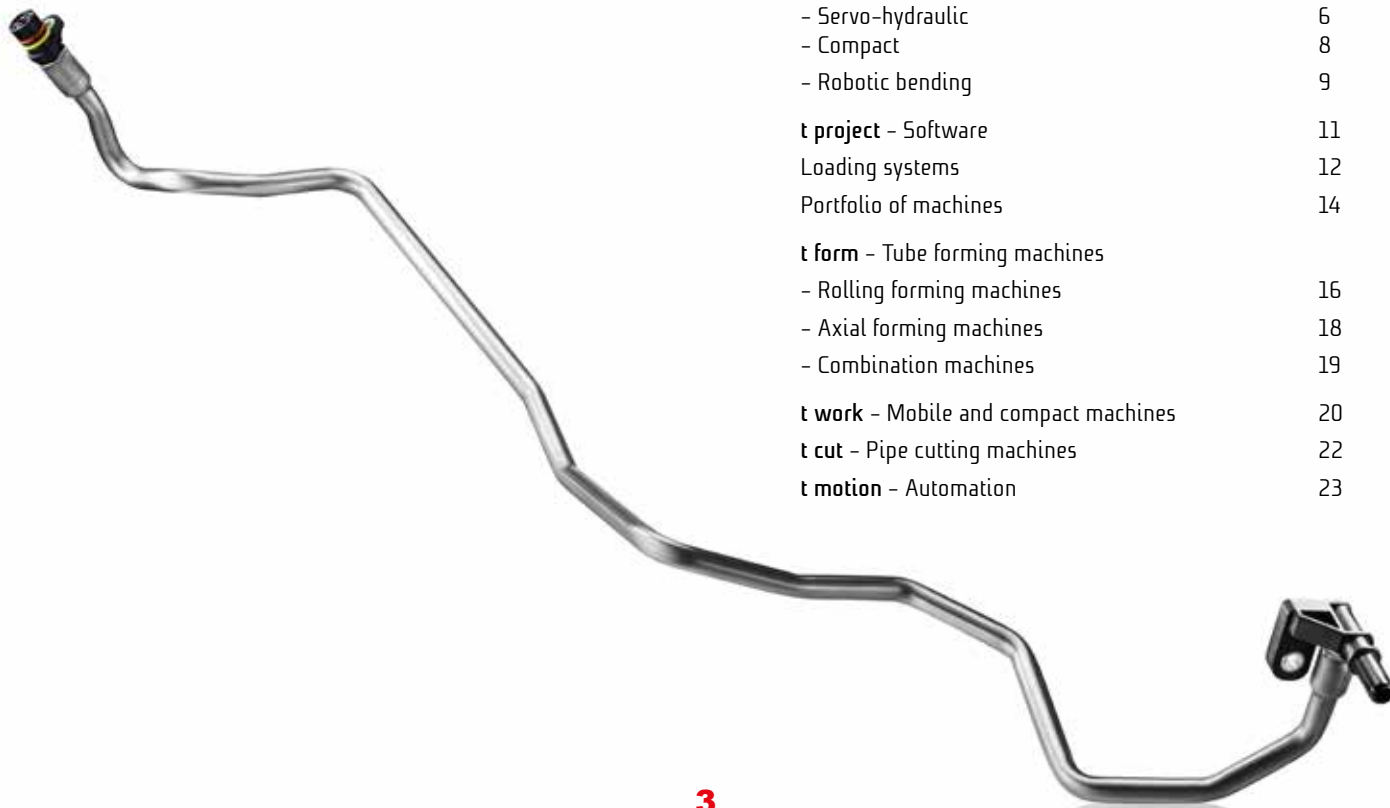 - Servo-hydraulic 6
- Compact 8
- Robotic bending 9
t project - Software 11
Loading systems 12
Portfolio of machines 14
t form - Tube forming machines
- Rolling forming machines 16
- Axial forming machines 18
- Combination machines 19
t work - Mobile and compact machines 20
t cut - Pipe cutting machines 22
t motion - Automation 23
3